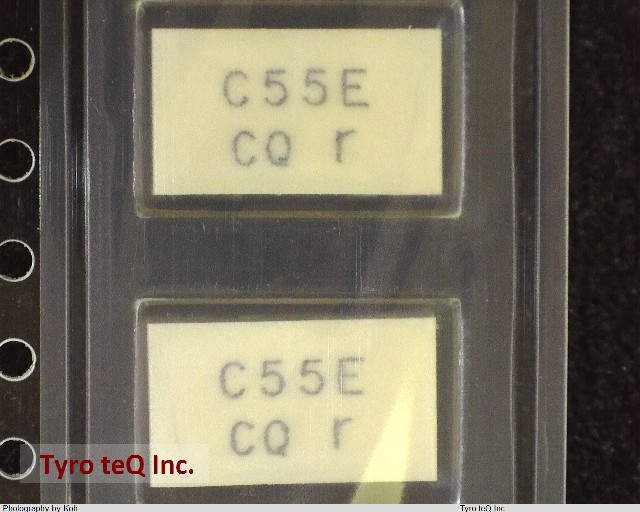 C55E
CQ r
C55E
CQ r
Tyro teQ Inc.
Photography by Koh
Tyro teQ Inc